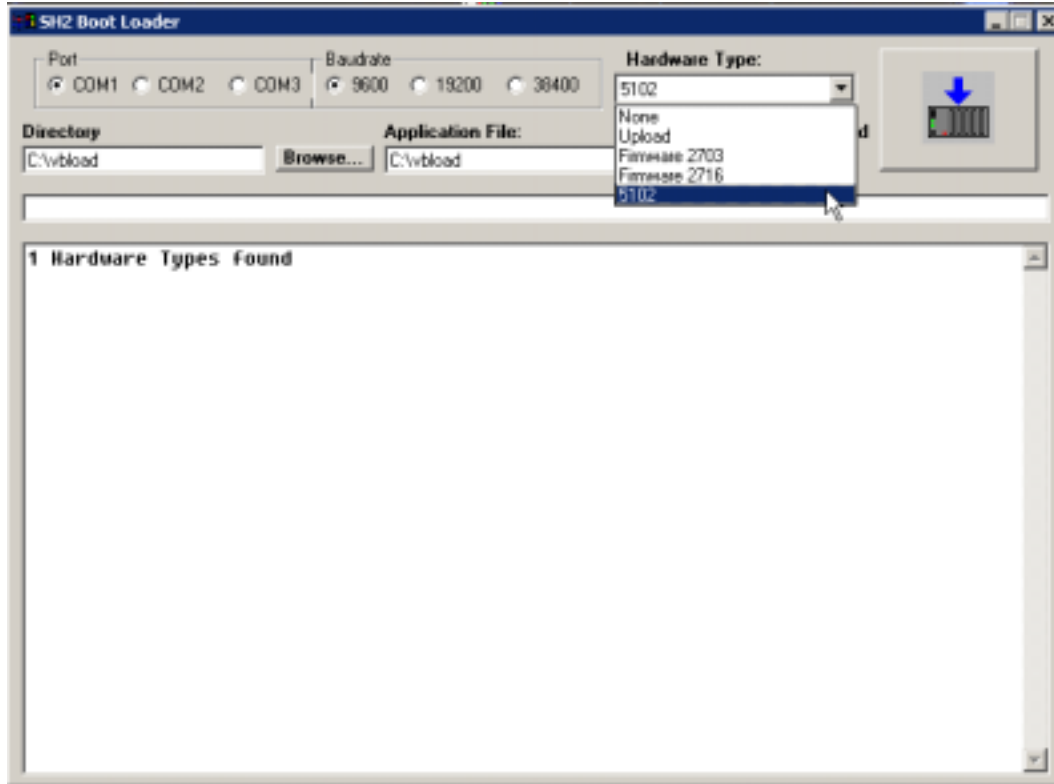 SH2 Boot Loader
Port
Baudrate
Hardware Type:
COM1 COM2 COM3
9600 19200 38400
5102
None
Upload
Firmware 2703
Firmware 2716
5102
Directory
Application File:
d
C:\vbload
Browse...
C:\vbload
1 Hardware Types found